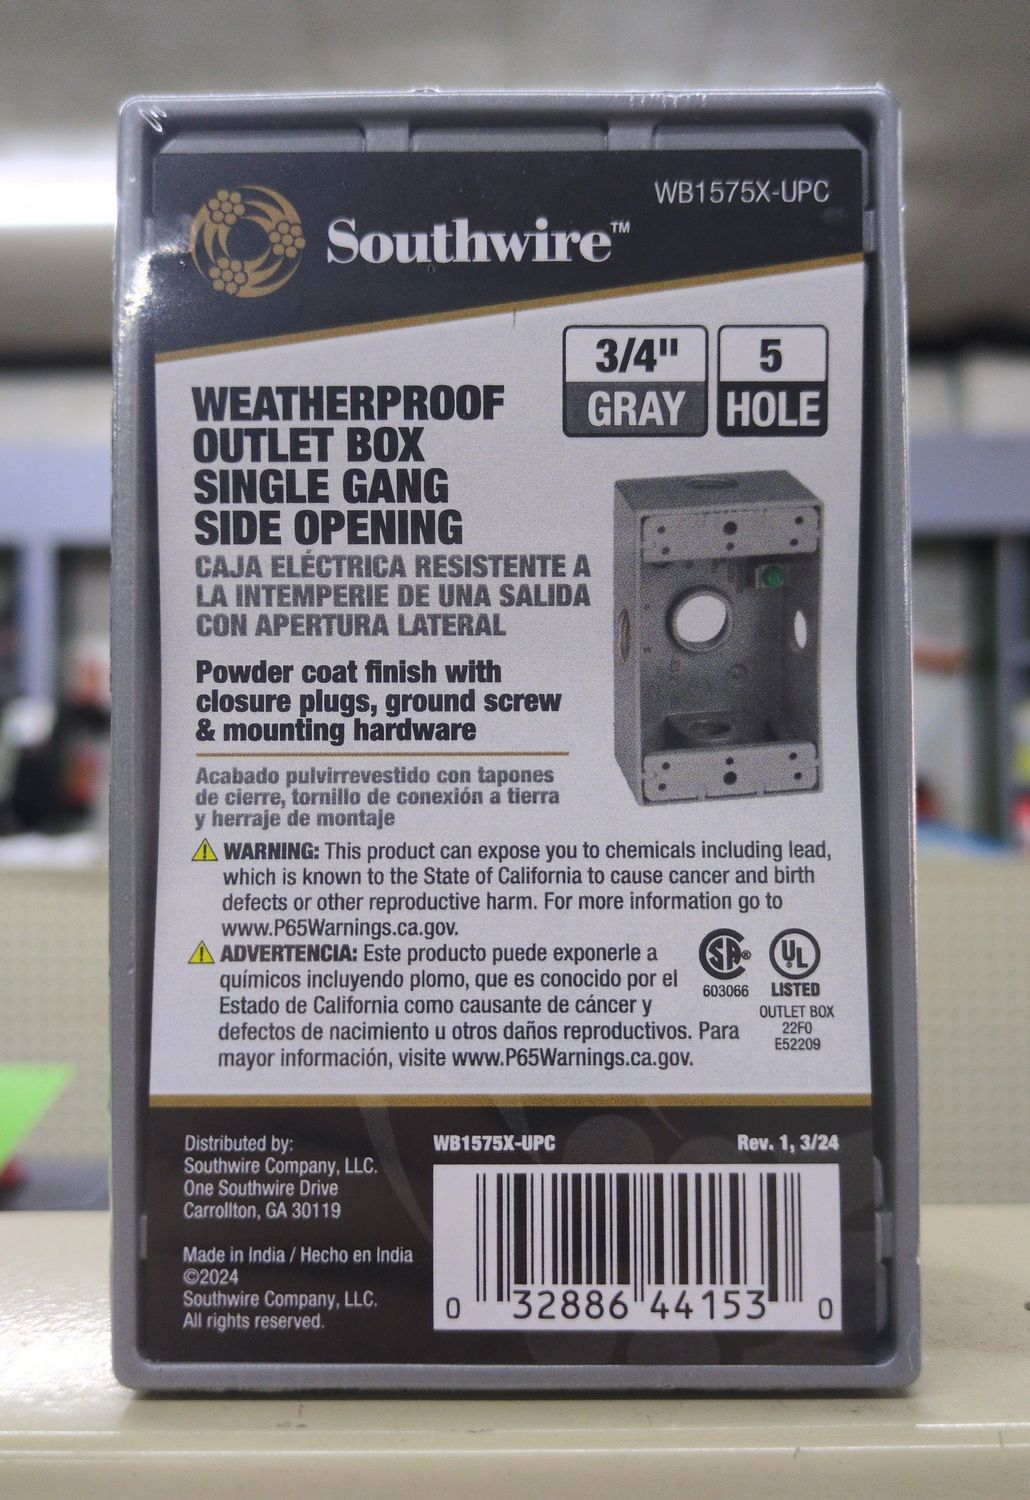 WB1575X-UPC
Southwire™
3/4"
GRAY
5
HOLE
WEATHERPROOF
OUTLET BOX
SINGLE GANG
SIDE OPENING
CAJA ELÉCTRICA RESISTENTE A
LA INTEMPERIE DE UNA SALIDA
CON APERTURA LATERAL
Powder coat finish with
closure plugs, ground screw
& mounting hardware
Acabado pulvirrevestido con tapones
de cierre, tornillo de conexión a tierra
y herraje de montaje
WARNING: This product can expose you to chemicals including lead,
which is known to the State of California to cause cancer and birth
defects or other reproductive harm. For more information go to
www.P65Warnings.ca.gov.
ADVERTENCIA: Este producto puede exponerle a
químicos incluyendo plomo, que es conocido por el
Estado de California como causante de cáncer y
defectos de nacimiento u otros daños reproductivos. Para
mayor información, visite www.P65Warnings.ca.gov.
SA®
603066
UL®
LISTED
OUTLET BOX
22F0
E52209
Distributed by:
Southwire Company, LLC.
One Southwire Drive
Carrollton, GA 30119
Made in India / Hecho en India
©2024
Southwire Company, LLC.
All rights reserved.
WB1575X-UPC
Rev. 1, 3/24
0 32886 44153 0